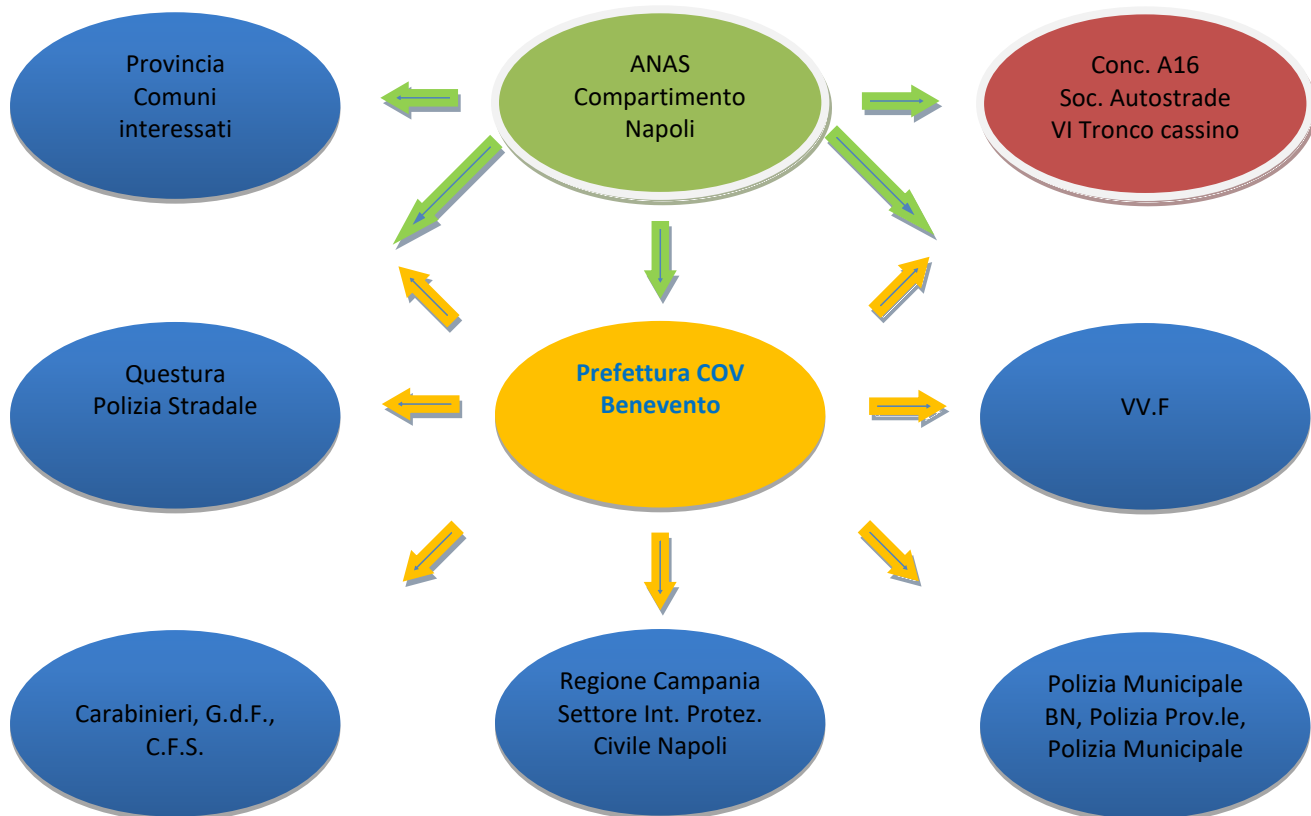 Provincia
Comuni
interessati
ANAS
Compartimento
Napoli
Conc. A16
Soc. Autostrade
VI Tronco cassino
Questura
Polizia Stradale
Prefettura COV
Benevento
VV.F
Carabinieri, G.d.F.,
C.F.S.
Regione Campania
Settore Int. Protez.
Civile Napoli
Polizia Municipale
BN, Polizia Prov.le,
Polizia Municipale